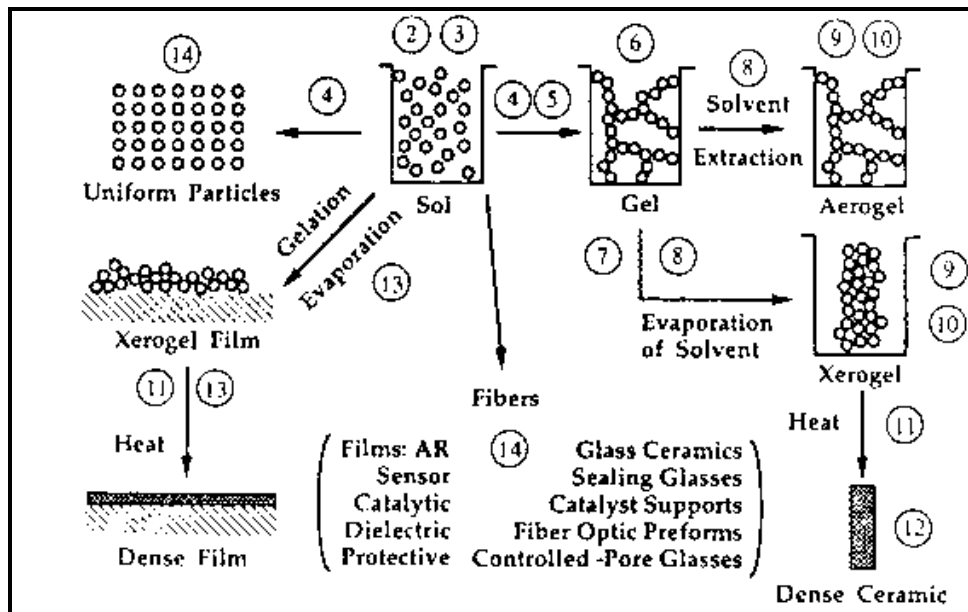 14
2 3
6
9 10
4
4 5
8
Solvent
Extraction
Uniform Particles
Sol
Gel
Aerogel
Gelation
Evaporation
13
7 8
9
10
Evaporation
of Solvent
Xerogel Film
Xerogel
11 13
Heat
Fibers
Heat
11
14
Films: AR
Sensor
Catalytic
Dielectric
Protective
Glass Ceramics
Sealing Glasses
Catalyst Supports
Fiber Optic Preforms
Controlled -Pore Glasses
12
Dense Film
Dense Ceramic